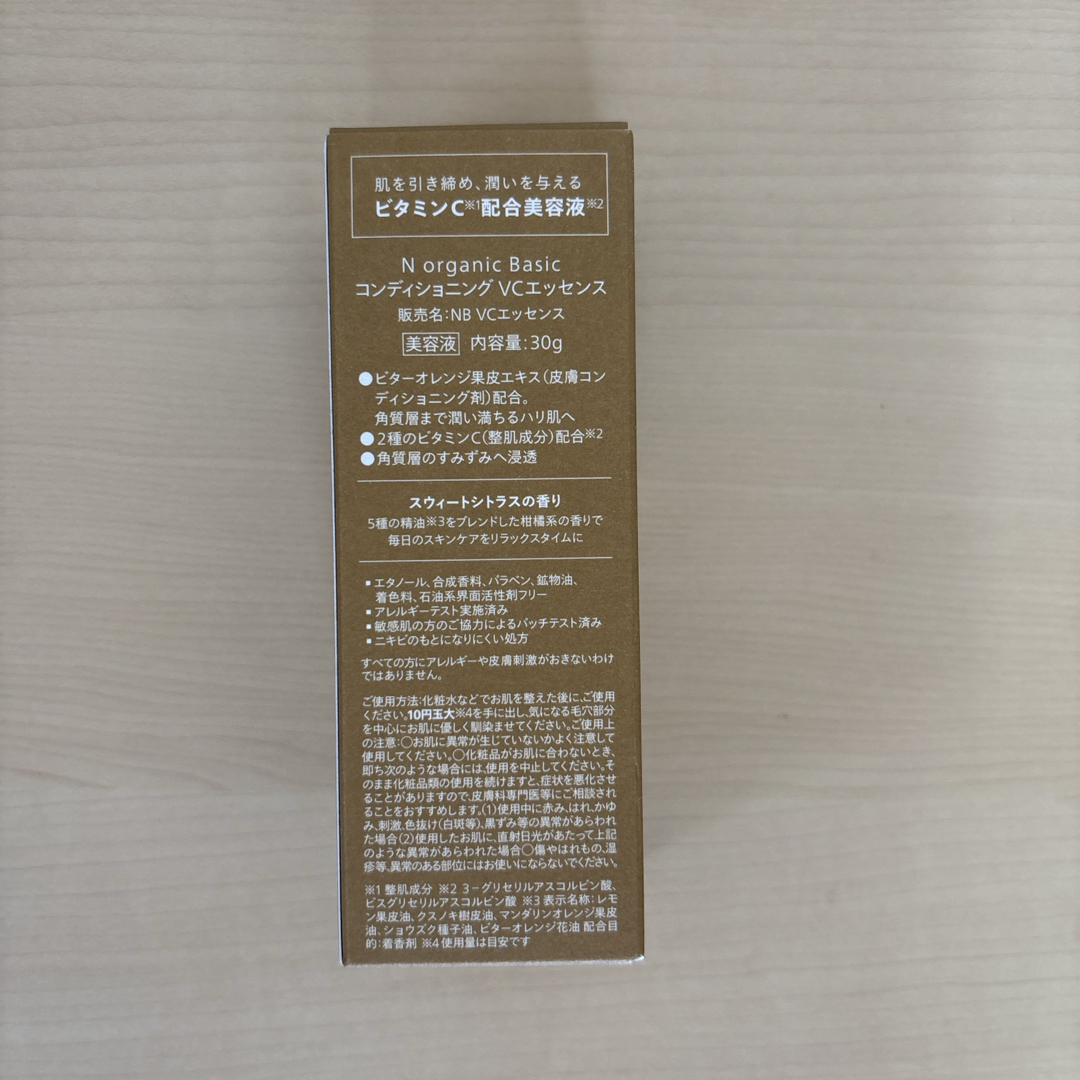 肌を引き締め、潤いを与える
ビタミンC※1配合美容液※2
N organic Basic
コンディショニング VCエッセンス
販売名:NB VCエッセンス
美容液 内容量:30g
●ビターオレンジ果皮エキス(皮膚コン
ディショニング剤)配合。
角質層まで潤い満ちるハリ肌へ
●2種のビタミンC(整肌成分)配合※2
●角質層のすみずみへ浸透
スウィートシトラスの香り
5種の精油※3をブレンドした柑橘系の香りで
毎日のスキンケアをリラックスタイムに
▪エタノール、合成香料、パラベン、鉱物油、
着色料、石油系界面活性剤フリー
▪アレルギーテスト実施済み
▪敏感肌の方のご協力によるパッチテスト済み
▪ニキビのもとになりにくい処方
すべての方にアレルギーや皮膚刺激がおきないわけ
ではありません。
ご使用方法:化粧水などでお肌を整えた後に、ご使用
ください。10円玉大※4を手に出し、気になる毛穴部分
を中心にお肌に優しく馴染ませてください。ご使用上
の注意:○お肌に異常が生じていないかよく注意して
使用してください。○化粧品がお肌に合わないとき、
即ち次のような場合には、使用を中止してください。そ
のまま化粧品類の使用を続けますと、症状を悪化させ
ることがありますので、皮膚科専門医等にご相談され
ることをおすすめします。(1)使用中に赤み、はれ、かゆ
み、刺激、色抜け(白斑等)、黒ずみ等の異常があらわれ
た場合(2)使用したお肌に、直射日光があたって上記
のような異常があらわれた場合○傷やはれもの、湿
疹等、異常のある部位にはお使いにならないでください。
※1 整肌成分 ※2 3-グリセリルアスコルビン酸、
ビスグリセリルアスコルビン酸 ※3 表示名称:レモ
ン果皮油、クスノキ樹皮油、マンダリンオレンジ果皮
油、ショウズク種子油、ビターオレンジ花油 配合目
的:着香剤 ※4 使用量は目安です